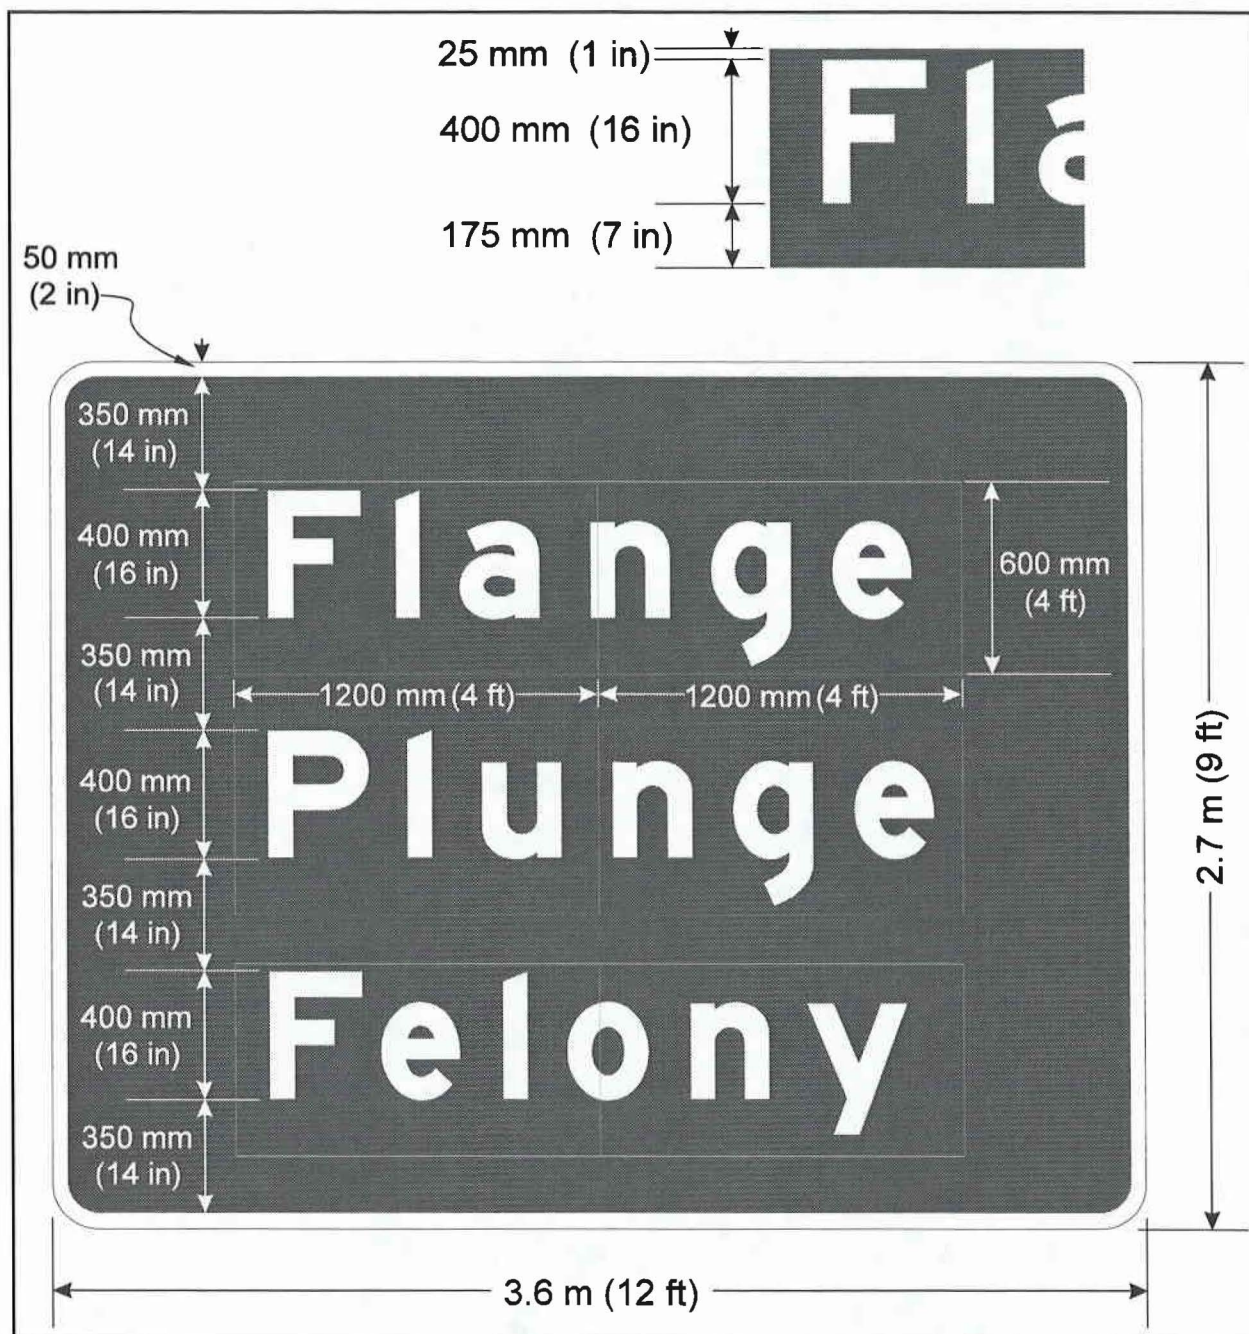 25 mm (1 in)
400 mm (16 in)
175 mm (7 in)
Fla
50 mm
(2 in)
350 mm
(14 in)
400 mm
(16 in)
Flange
600 mm
(4 ft)
350 mm
(14 in)
1200 mm (4 ft)
1200 mm (4 ft)
400 mm
(16 in)
Plunge
2.7 m (9 ft)
350 mm
(14 in)
400 mm
(16 in)
Felony
350 mm
(14 in)
3.6 m (12 ft)